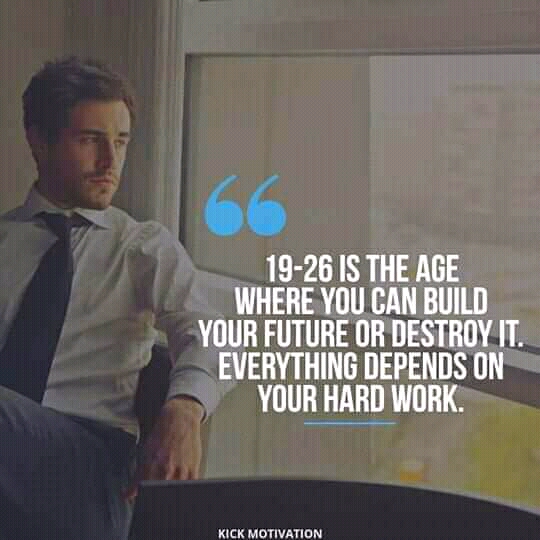 19-26 IS THE AGE
WHERE YOU CAN BUILD
YOUR FUTURE OR DESTROY IT.
EVERYTHING DEPENDS ON
YOUR HARD WORK.
KICK MOTIVATION